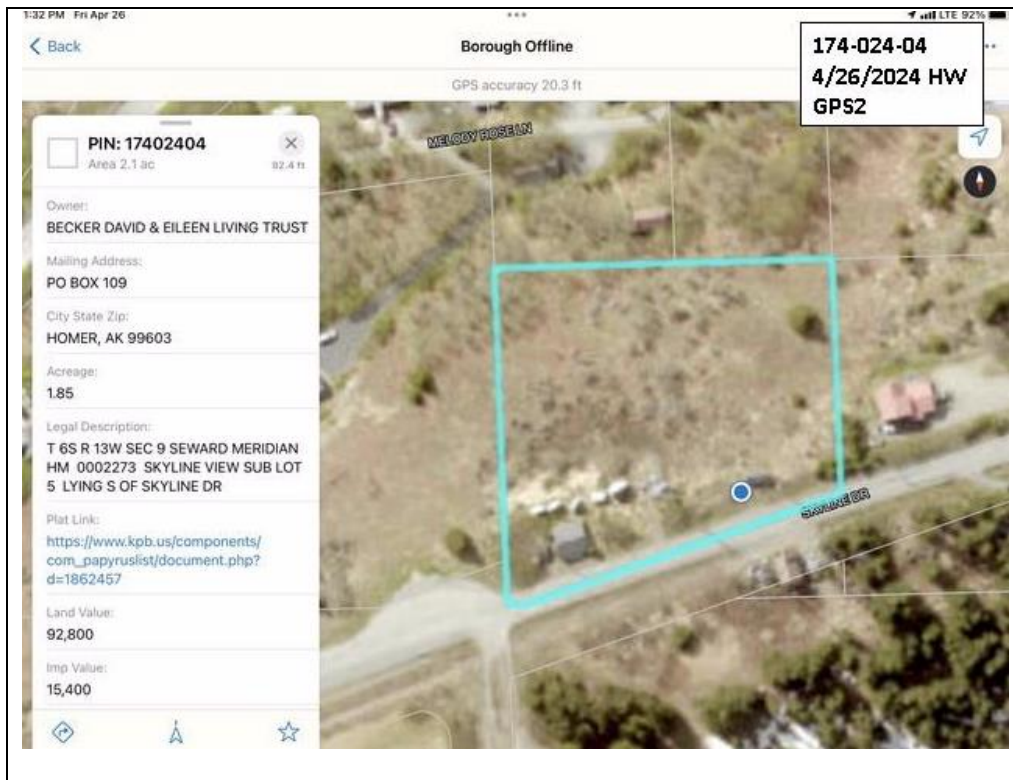 1:32 PM Fri Apr 26
LTE 92%
Back
Borough Offline
174-024-04
4/26/2024 HW
GPS2
GPS accuracy 20.3 ft
PIN: 17402404
Area 2.1 ac
92.4 ft
Owner:
BECKER DAVID & EILEEN LIVING TRUST
Mailing Address:
PO BOX 109
City State Zip:
HOMER, AK 99603
Acreage:
1.85
Legal Description:
T 6S R 13W SEC 9 SEWARD MERIDIAN
HM 0002273 SKYLINE VIEW SUB LOT
5 LYING S OF SKYLINE DR
Plat Link:
https://www.kpb.us/components/
com_papyruslist/document.php?
d=1862457
Land Value:
92,800
Imp Value:
15,400
MELODY ROSE LN
SKYLINE DR